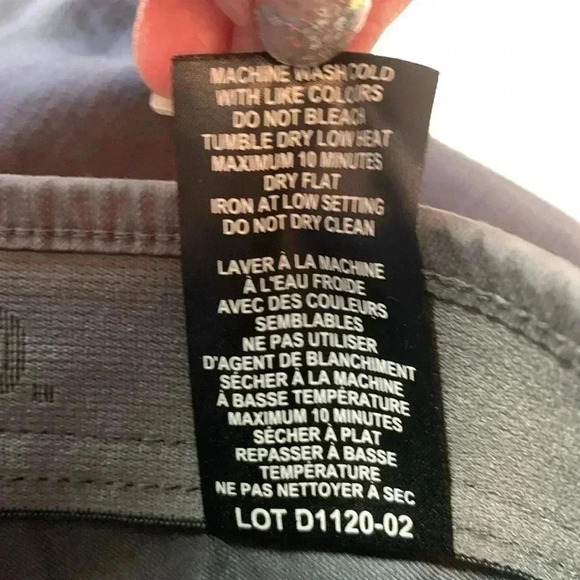 MACHINE WASH COLD
WITH LIKE COLOURS
DO NOT BLEACH
TUMBLE DRY LOW HEAT
MAXIMUM 10 MINUTES
DRY FLAT
IRON AT LOW SETTING
DO NOT DRY CLEAN
LAVER À LA MACHINE
À L'EAU FROIDE
AVEC DES COULEURS
SEMBLABLES
NE PAS UTILISER
D'AGENT DE BLANCHIMENT
SÉCHER À LA MACHINE
À BASSE TEMPÉRATURE
MAXIMUM 10 MINUTES
SÉCHER À PLAT
REPASSER À BASSE
TEMPÉRATURE
NE PAS NETTOYER À SEC
LOT D1120-02